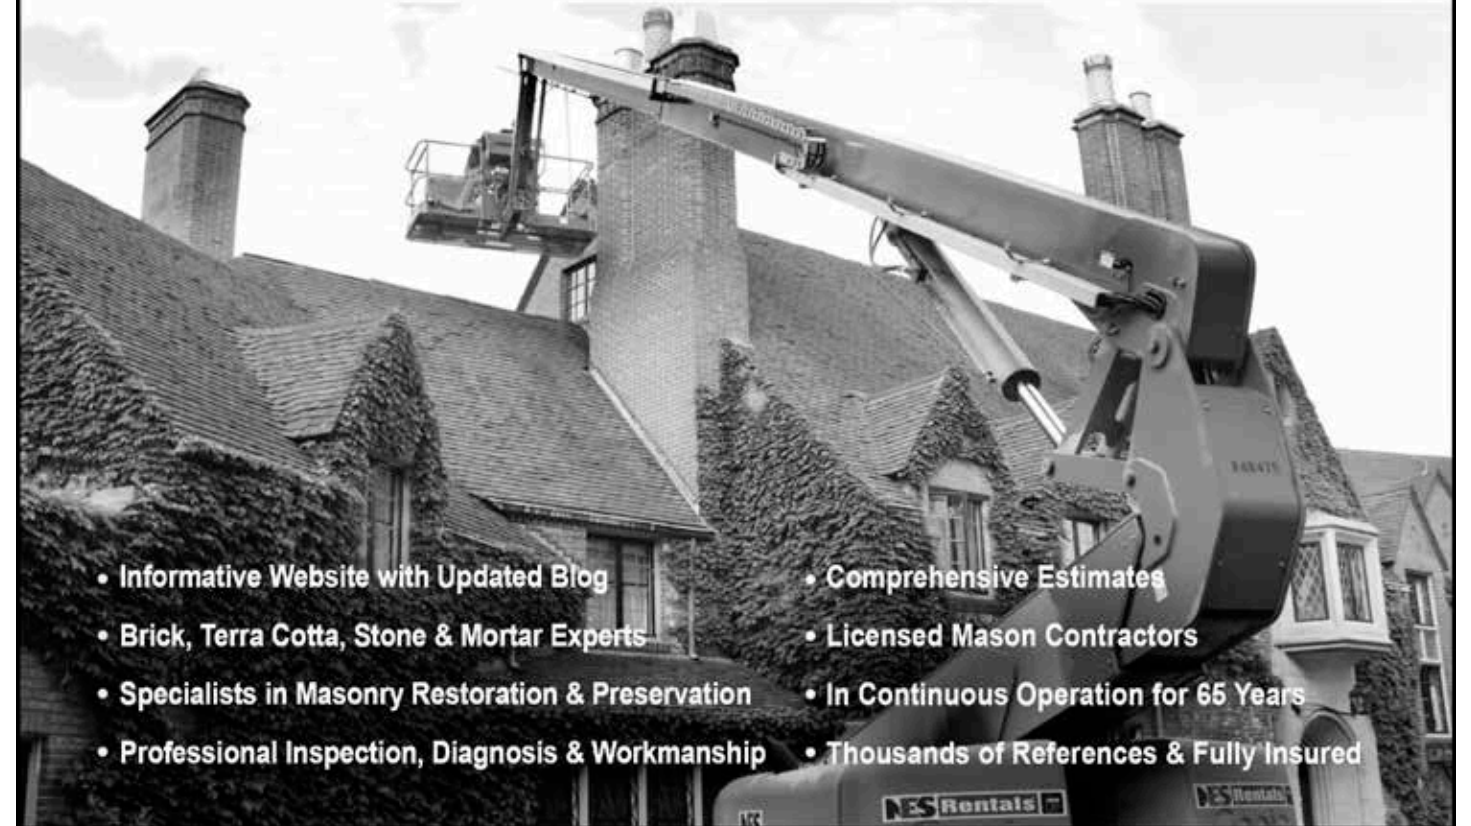 • Informative Website with Updated Blog
• Brick, Terra Cotta, Stone & Mortar Experts
• Specialists in Masonry Restoration & Preservation
• Professional Inspection, Diagnosis & Workmanship
• Comprehensive Estimates
• Licensed Mason Contractors
• In Continuous Operation for 65 Years
• Thousands of References & Fully Insured
NES Rentals
NES Rentals
NES